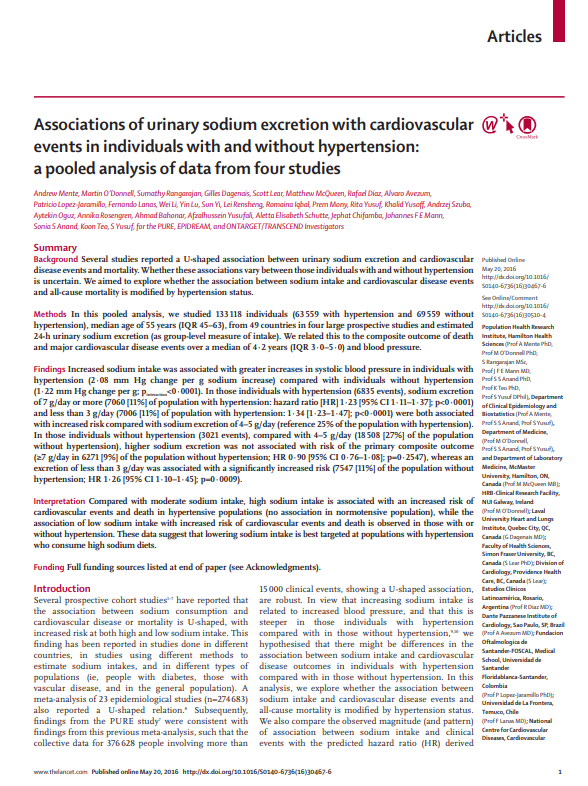 Articles
Associations of urinary sodium excretion with cardiovascular
events in individuals with and without hypertension:
a pooled analysis of data from four studies
CrossMark
Andrew Mente, Martin O'Donnell, Sumathy Rangarajan, Gilles Dagenais, Scott Lear, Matthew McQueen, Rafael Diaz, Alvaro Avezum,
Patricio Lopez-Jaramillo, Fernando Lanas, Wei Li, Yin Lu, Sun Yi, Lei Rensheng, Romaina Iqbal, Prem Mony, Rita Yusuf, Khalid Yusoff, Andrzej Szuba,
Aytekin Oguz, Annika Rosengren, Ahmad Bahonar, Afzalhussein Yusufali, Aletta Elisabeth Schutte, Jephat Chifamba, Johannes F E Mann,
Sonia S Anand, Koon Teo, S Yusuf, for the PURE, EPIDREAM, and ONTARGET/TRANSCEND Investigators
Summary
Background Several studies reported a U-shaped association between urinary sodium excretion and cardiovascular
disease events and mortality. Whether these associations vary between those individuals with and without hypertension
is uncertain. We aimed to explore whether the association between sodium intake and cardiovascular disease events
and all-cause mortality is modified by hypertension status.
Methods In this pooled analysis, we studied 133 118 individuals (63 559 with hypertension and 69 559 without
hypertension), median age of 55 years (IQR 45–63), from 49 countries in four large prospective studies and estimated
24-h urinary sodium excretion (as group-level measure of intake). We related this to the composite outcome of death
and major cardiovascular disease events over a median of 4·2 years (IQR 3·0–5·0) and blood pressure.
Findings Increased sodium intake was associated with greater increases in systolic blood pressure in individuals with
hypertension (2·08 mm Hg change per g sodium increase) compared with individuals without hypertension
(1·22 mm Hg change per g; pinteraction<0·0001). In those individuals with hypertension (6835 events), sodium excretion
of 7 g/day or more (7060 [11%] of population with hypertension: hazard ratio [HR] 1·23 [95% CI 1·11–1·37]; p<0·0001)
and less than 3 g/day (7006 [11%] of population with hypertension: 1·34 [1·23–1·47]; p<0·0001) were both associated
with increased risk compared with sodium excretion of 4–5 g/day (reference 25% of the population with hypertension).
In those individuals without hypertension (3021 events), compared with 4–5 g/day (18 508 [27%] of the population
without hypertension), higher sodium excretion was not associated with risk of the primary composite outcome
(≥7 g/day in 6271 [9%] of the population without hypertension; HR 0·90 [95% CI 0·76–1·08]; p=0·2547), whereas an
excretion of less than 3 g/day was associated with a significantly increased risk (7547 [11%] of the population without
hypertension; HR 1·26 [95% CI 1·10–1·45]; p=0·0009).
Interpretation Compared with moderate sodium intake, high sodium intake is associated with an increased risk of
cardiovascular events and death in hypertensive populations (no association in normotensive population), while the
association of low sodium intake with increased risk of cardiovascular events and death is observed in those with or
without hypertension. These data suggest that lowering sodium intake is best targeted at populations with hypertension
who consume high sodium diets.
Funding Full funding sources listed at end of paper (see Acknowledgments).
Introduction
Several prospective cohort studies1–7 have reported that
the association between sodium consumption and
cardiovascular disease or mortality is U-shaped, with
increased risk at both high and low sodium intake. This
finding has been reported in studies done in different
countries, in studies using different methods to
estimate sodium intake, and in different types of
populations (ie, people with diabetes, those with
vascular disease, and in the general population). A
meta-analysis of 23 epidemiological studies (n=274 683)
also reported a U-shaped relation.8 Subsequently,
findings from the PURE study7 were consistent with
findings from this previous meta-analysis, such that the
collective data for 376 628 people involving more than
15 000 clinical events, showing a U-shaped association,
are robust. In view that increasing sodium intake is
related to increased blood pressure, and that this is
steeper in those individuals with hypertension
compared with in those without hypertension,9,10 we
hypothesised that there might be differences in the
association between sodium intake and cardiovascular
disease outcomes in individuals with hypertension
compared with in those without hypertension. In this
analysis, we explore whether the association between
sodium intake and cardiovascular disease events and
all-cause mortality is modified by hypertension status.
We also compare the observed magnitude (and pattern)
of association between sodium intake and clinical
events with the predicted hazard ratio (HR) derived
Published Online
May 20, 2016
http://dx.doi.org/10.1016/
S0140-6736(16)30467-6
See Online/Comment
http://dx.doi.org/10.1016/
S0140-6736(16)30510-4
Population Health Research
Institute, Hamilton Health
Sciences (Prof A Mente PhD,
Prof M O'Donnell PhD,
S Rangarajan MSc,
Prof J F E Mann MD,
Prof S S Anand PhD,
Prof K Teo PhD,
Prof S Yusuf DPhil), Department
of Clinical Epidemiology and
Biostatistics (Prof A Mente,
Prof S S Anand, Prof S Yusuf),
Department of Medicine,
(Prof M O'Donnell,
Prof S S Anand, Prof S Yusuf),
and Department of Laboratory
Medicine, McMaster
University, Hamilton, ON,
Canada (Prof M McQueen MB);
HRB-Clinical Research Facility,
NUI Galway, Ireland
(Prof M O'Donnell); Laval
University Heart and Lungs
Institute, Quebec City, QC,
Canada (G Dagenais MD);
Faculty of Health Sciences,
Simon Fraser University, BC,
Canada (S Lear PhD); Division of
Cardiology, Providence Health
Care, BC, Canada (S Lear);
Estudios Clinicos
Latinoamérica, Rosario,
Argentina (Prof R Diaz MD);
Dante Pazzanese Institute of
Cardiology, Sao Paulo, SP, Brazil
(Prof A Avezum MD); Fundacion
Oftalmologica de
Santander-FOSCAL, Medical
School, Universidad de
Santander
Floridablanca-Santander,
Colombia
(Prof P Lopez-Jaramillo PhD);
Universidad de La Frontera,
Temuco, Chile
(Prof F Lanas MD); National
Centre for Cardiovascular
Diseases, Cardiovascular
www.thelancet.com Published online May 20, 2016 http://dx.doi.org/10.1016/S0140-6736(16)30467-6
1